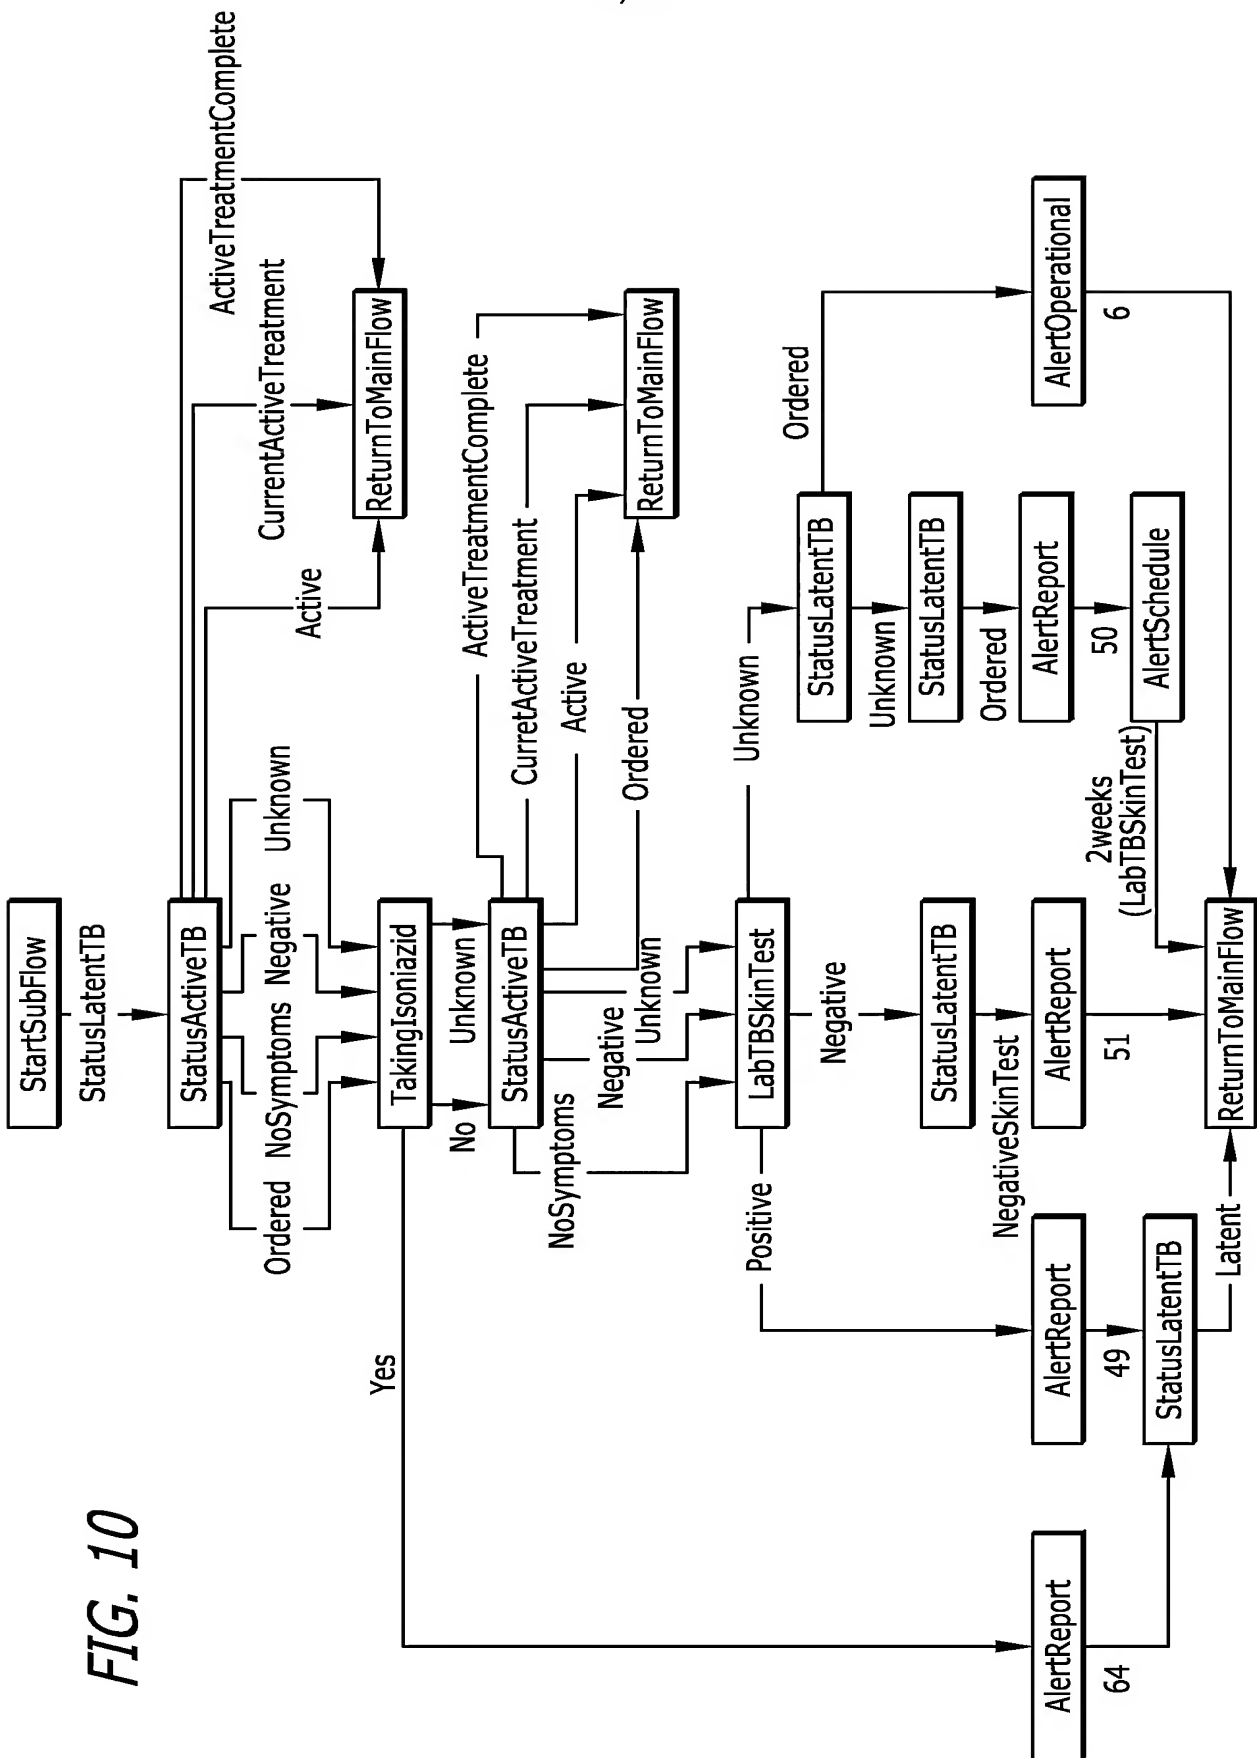 FIG. 10
StartSubFlow
StatusLatentTB
StatusActiveTB
Ordered
NoSymptoms
Negative
Unknown
Active
CurrentActiveTreatment
ActiveTreatmentComplete
ReturnToMainFlow
TakingIsoniazid
Yes
No
Unknown
StatusActiveTB
NoSymptoms
Negative
Unknown
Ordered
Active
CurretActiveTreatment
ActiveTreatmentComplete
ReturnToMainFlow
LabTBSkinTest
Positive
Negative
Unknown
StatusLatentTB
Ordered
Unknown
StatusLatentTB
StatusLatentTB
NegativeSkinTest
Ordered
AlertReport
AlertReport
AlertReport
AlertReport
AlertOperational
64
49
51
50
6
StatusLatentTB
AlertSchedule
2weeks
(LabTBSkinTest)
Latent
ReturnToMainFlow